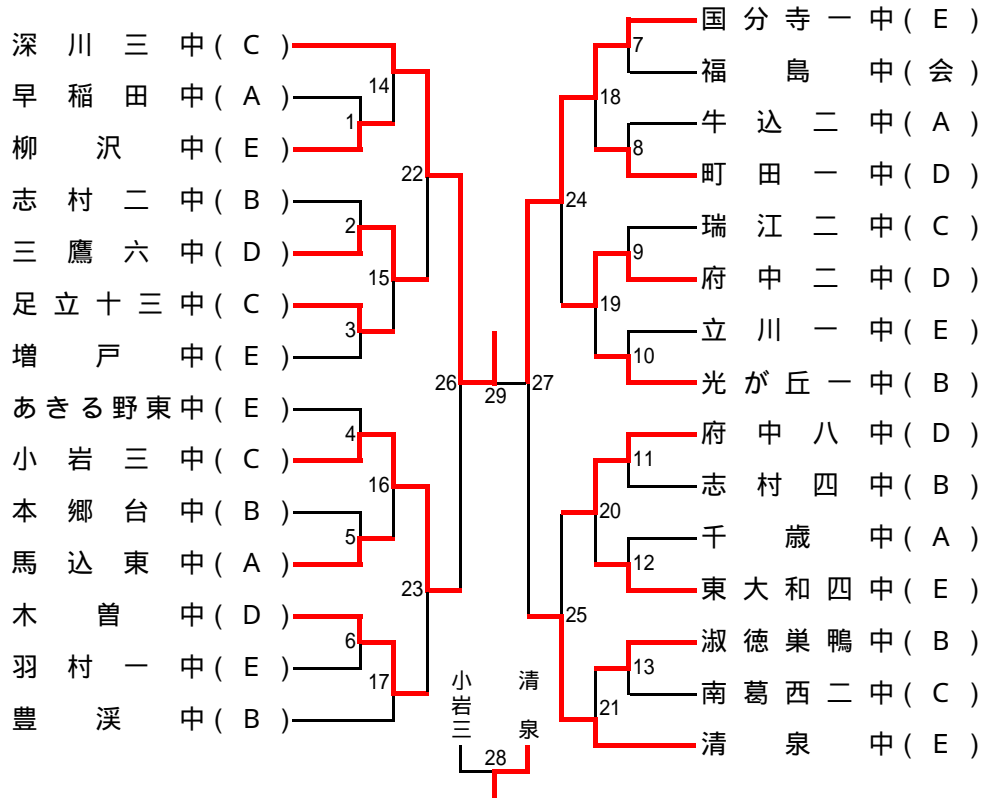 深川三中(C)
早稲田中(A)
柳沢中(E)
志村二中(B)
三鷹六中(D)
足立十三中(C)
増戸中(E)
あきる野東中(E)
小岩三中(C)
本郷台中(B)
馬込東中(A)
木曽中(D)
羽村一中(E)
豊渓中(B)
14
1
22
2
15
3
26
4
16
5
23
6
17
29
27
小岩三
清泉
28
7
18
8
24
9
19
10
11
20
12
25
13
21
国分寺一中(E)
福島中(会)
牛込二中(A)
町田一中(D)
瑞江二中(C)
府中二中(D)
立川一中(E)
光が丘一中(B)
府中八中(D)
志村四中(B)
千歳中(A)
東大和四中(E)
淑徳巣鴨中(B)
南葛西二中(C)
清泉中(E)